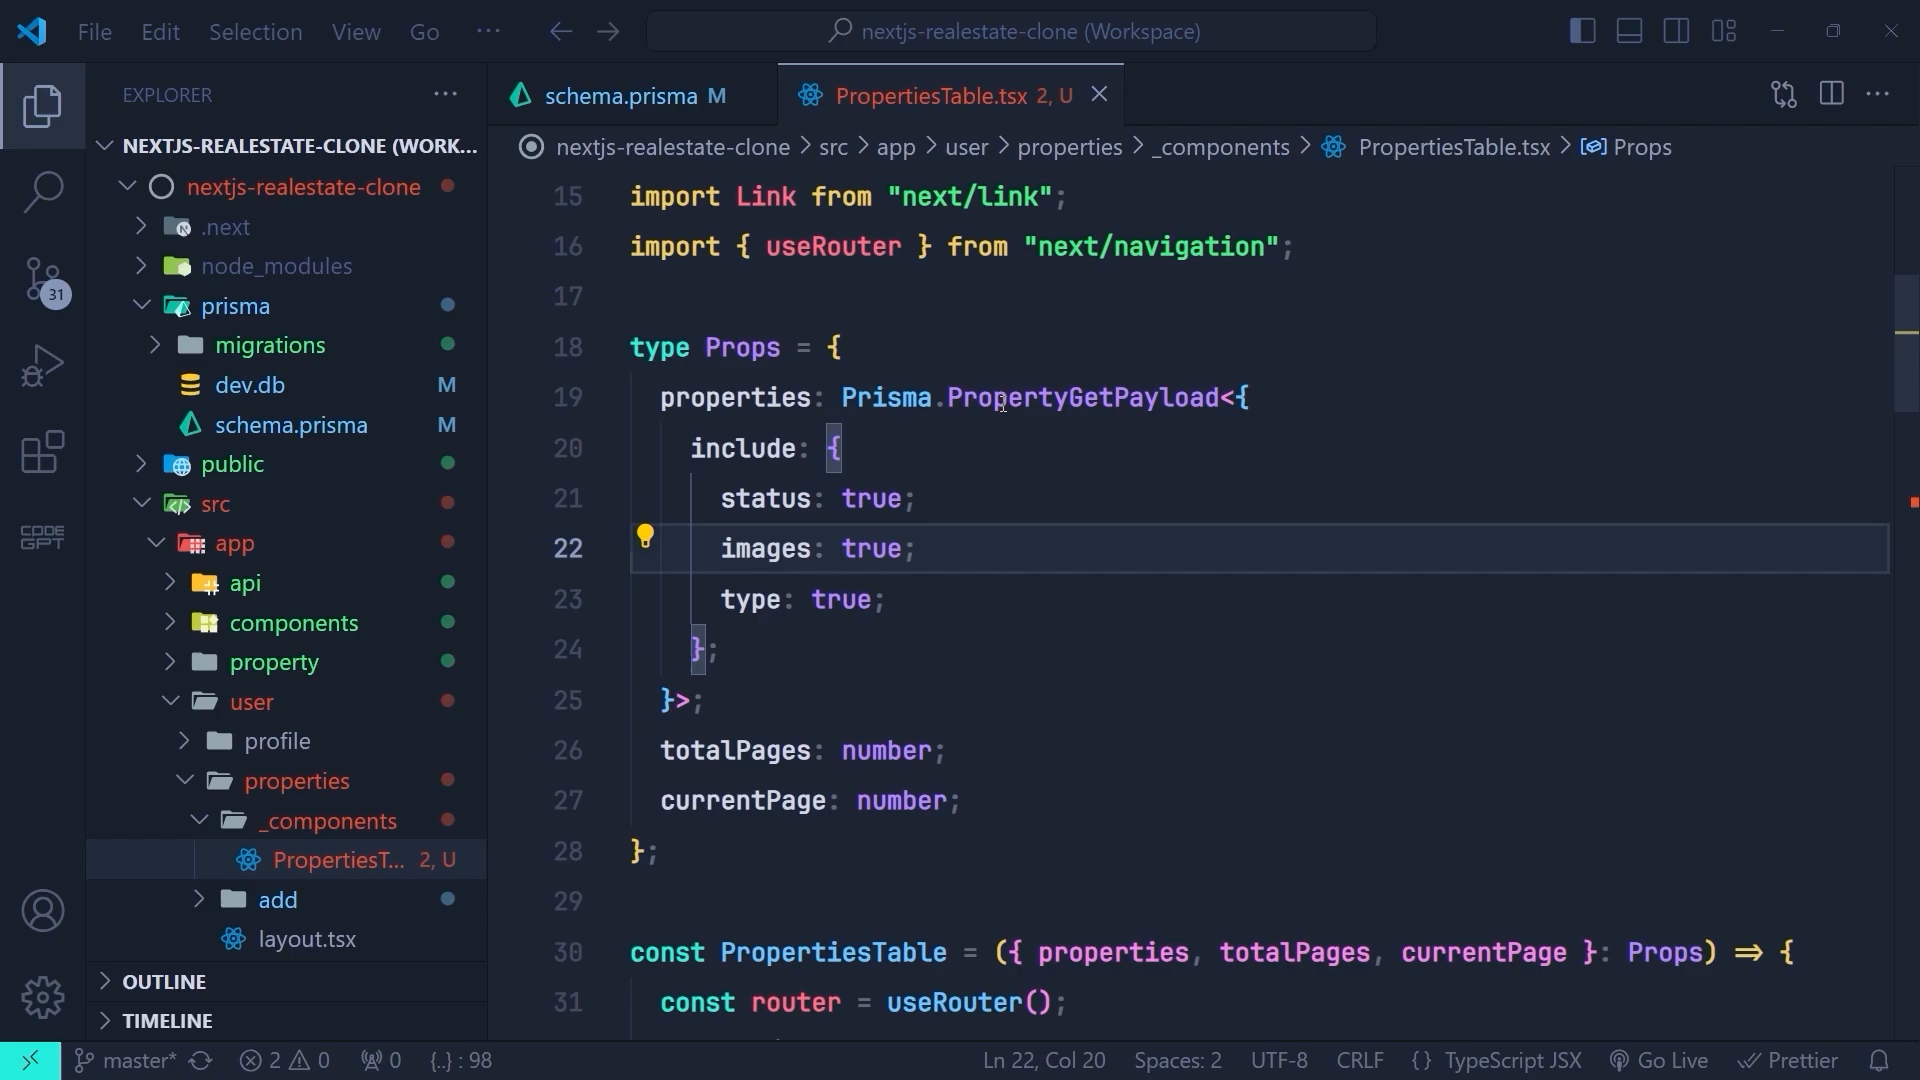 File Edit Selection View Go ··· nextjs-realestate-clone (Workspace)
EXPLORER ···
NEXTJS-REALESTATE-CLONE (WORK...
nextjs-realestate-clone
.next
node_modules
prisma
migrations
dev.db M
schema.prisma M
public
src
app
api
components
property
user
profile
properties
_components
PropertiesT... 2, U
add
layout.tsx
OUTLINE
TIMELINE
31
CODE
GPT
schema.prisma M PropertiesTable.tsx 2, U
nextjs-realestate-clone > src > app > user > properties > _components > PropertiesTable.tsx > Props
15 import Link from "next/link";
16 import { useRouter } from "next/navigation";
17
18 type Props = {
19 properties: Prisma.PropertyGetPayload<{
20 include: {
21 status: true;
22 images: true;
23 type: true;
24 };
25 }>;
26 totalPages: number;
27 currentPage: number;
28 };
29
30 const PropertiesTable = ({ properties, totalPages, currentPage }: Props) => {
31 const router = useRouter();
master* 2 0 0 {..} : 98 Ln 22, Col 20 Spaces: 2 UTF-8 CRLF {} TypeScript JSX Go Live Prettier